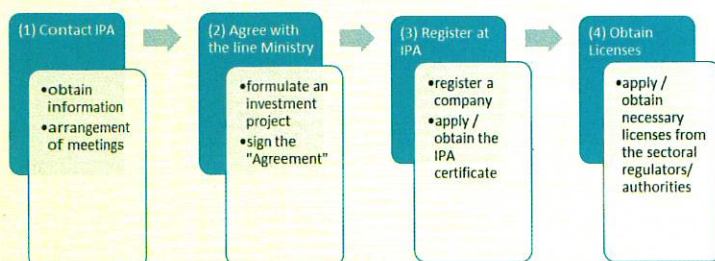 (1) Contact IPA
•obtain
information
•arrangement
of meetings
(2) Agree with
the line Ministry
•formulate an
investment
project
•sign the
"Agreement"
(3) Register at
IPA
•register a
company
•apply /
obtain the
IPA
certificate
(4) Obtain
Licenses
•apply /
obtain
necessary
licenses from
the sectoral
regulators/
authorities